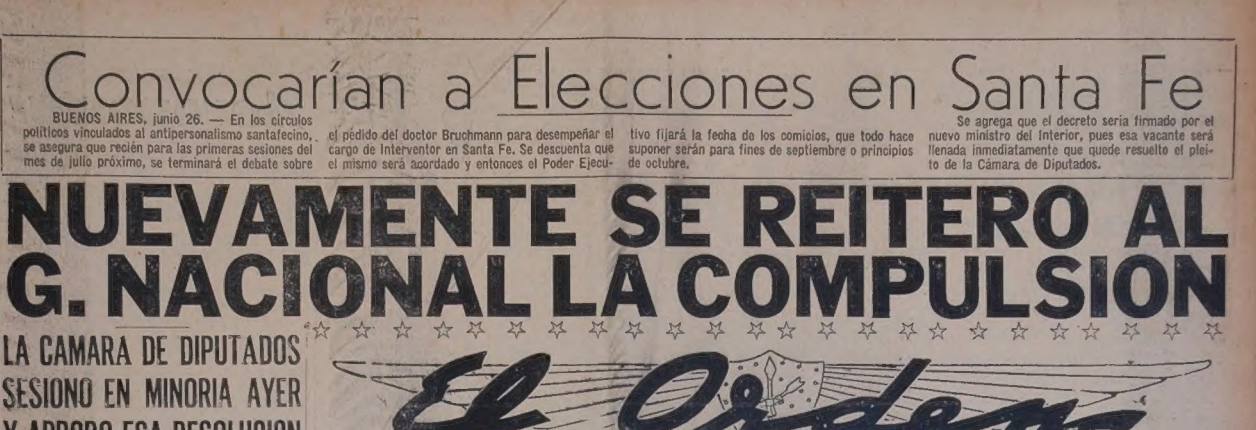 Convocarían a Elecciones en Santa Fe
BUENOS AIRES, junio 26. — En los círculos
políticos vinculados al antipersonalismo santafecino,
se asegura que recién para las primeras sesiones del
mes de julio próximo, se terminará el debate sobre
el pedido del doctor Bruchmann para desempeñar el
cargo de Interventor en Santa Fe. Se descuenta que
el mismo será acordado y entonces el Poder Ejecu-
tivo fijará la fecha de los comicios, que todo hace
suponer serán para fines de septiembre o principios
de octubre.
Se agrega que el decreto sería firmado por el
nuevo ministro del Interior, pues esa vacante será
llenada inmediatamente que quede resuelto el plei-
to de la Cámara de Diputados.
NUEVAMENTE SE REITERO AL
G. NACIONAL LA COMPULSION
LA CAMARA DE DIPUTADOS
SESIONO EN MINORIA AYER
Y APROBO ESA RESOLUCION
El Orden